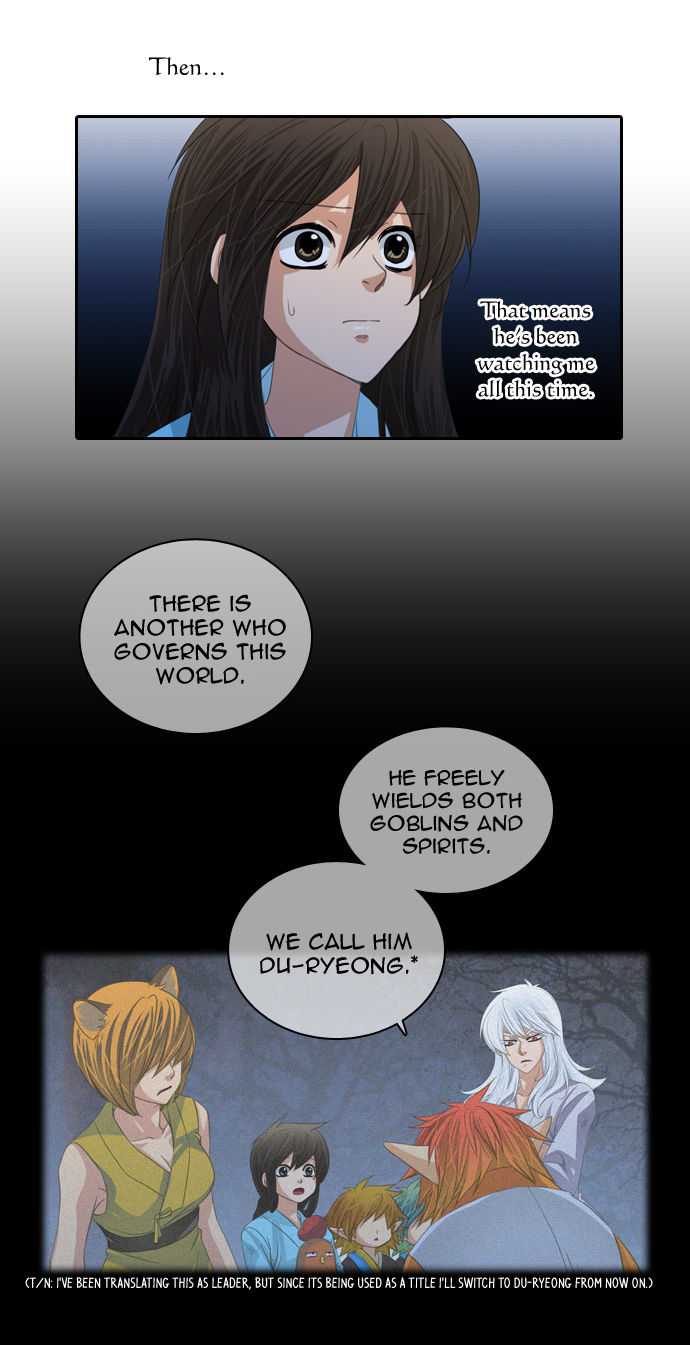 Then...
That means
he's been
watching me
all this time.
THERE IS
ANOTHER WHO
GOVERNS THIS
WORLD.
HE FREELY
WIELDS BOTH
GOBLINS AND
SPIRITS.
WE CALL HIM
DU-RYEONG.*
(T/N: I'VE BEEN TRANSLATING THIS AS LEADER, BUT SINCE ITS BEING USED AS A TITLE I'LL SWITCH TO DU-RYEONG FROM NOW ON.)